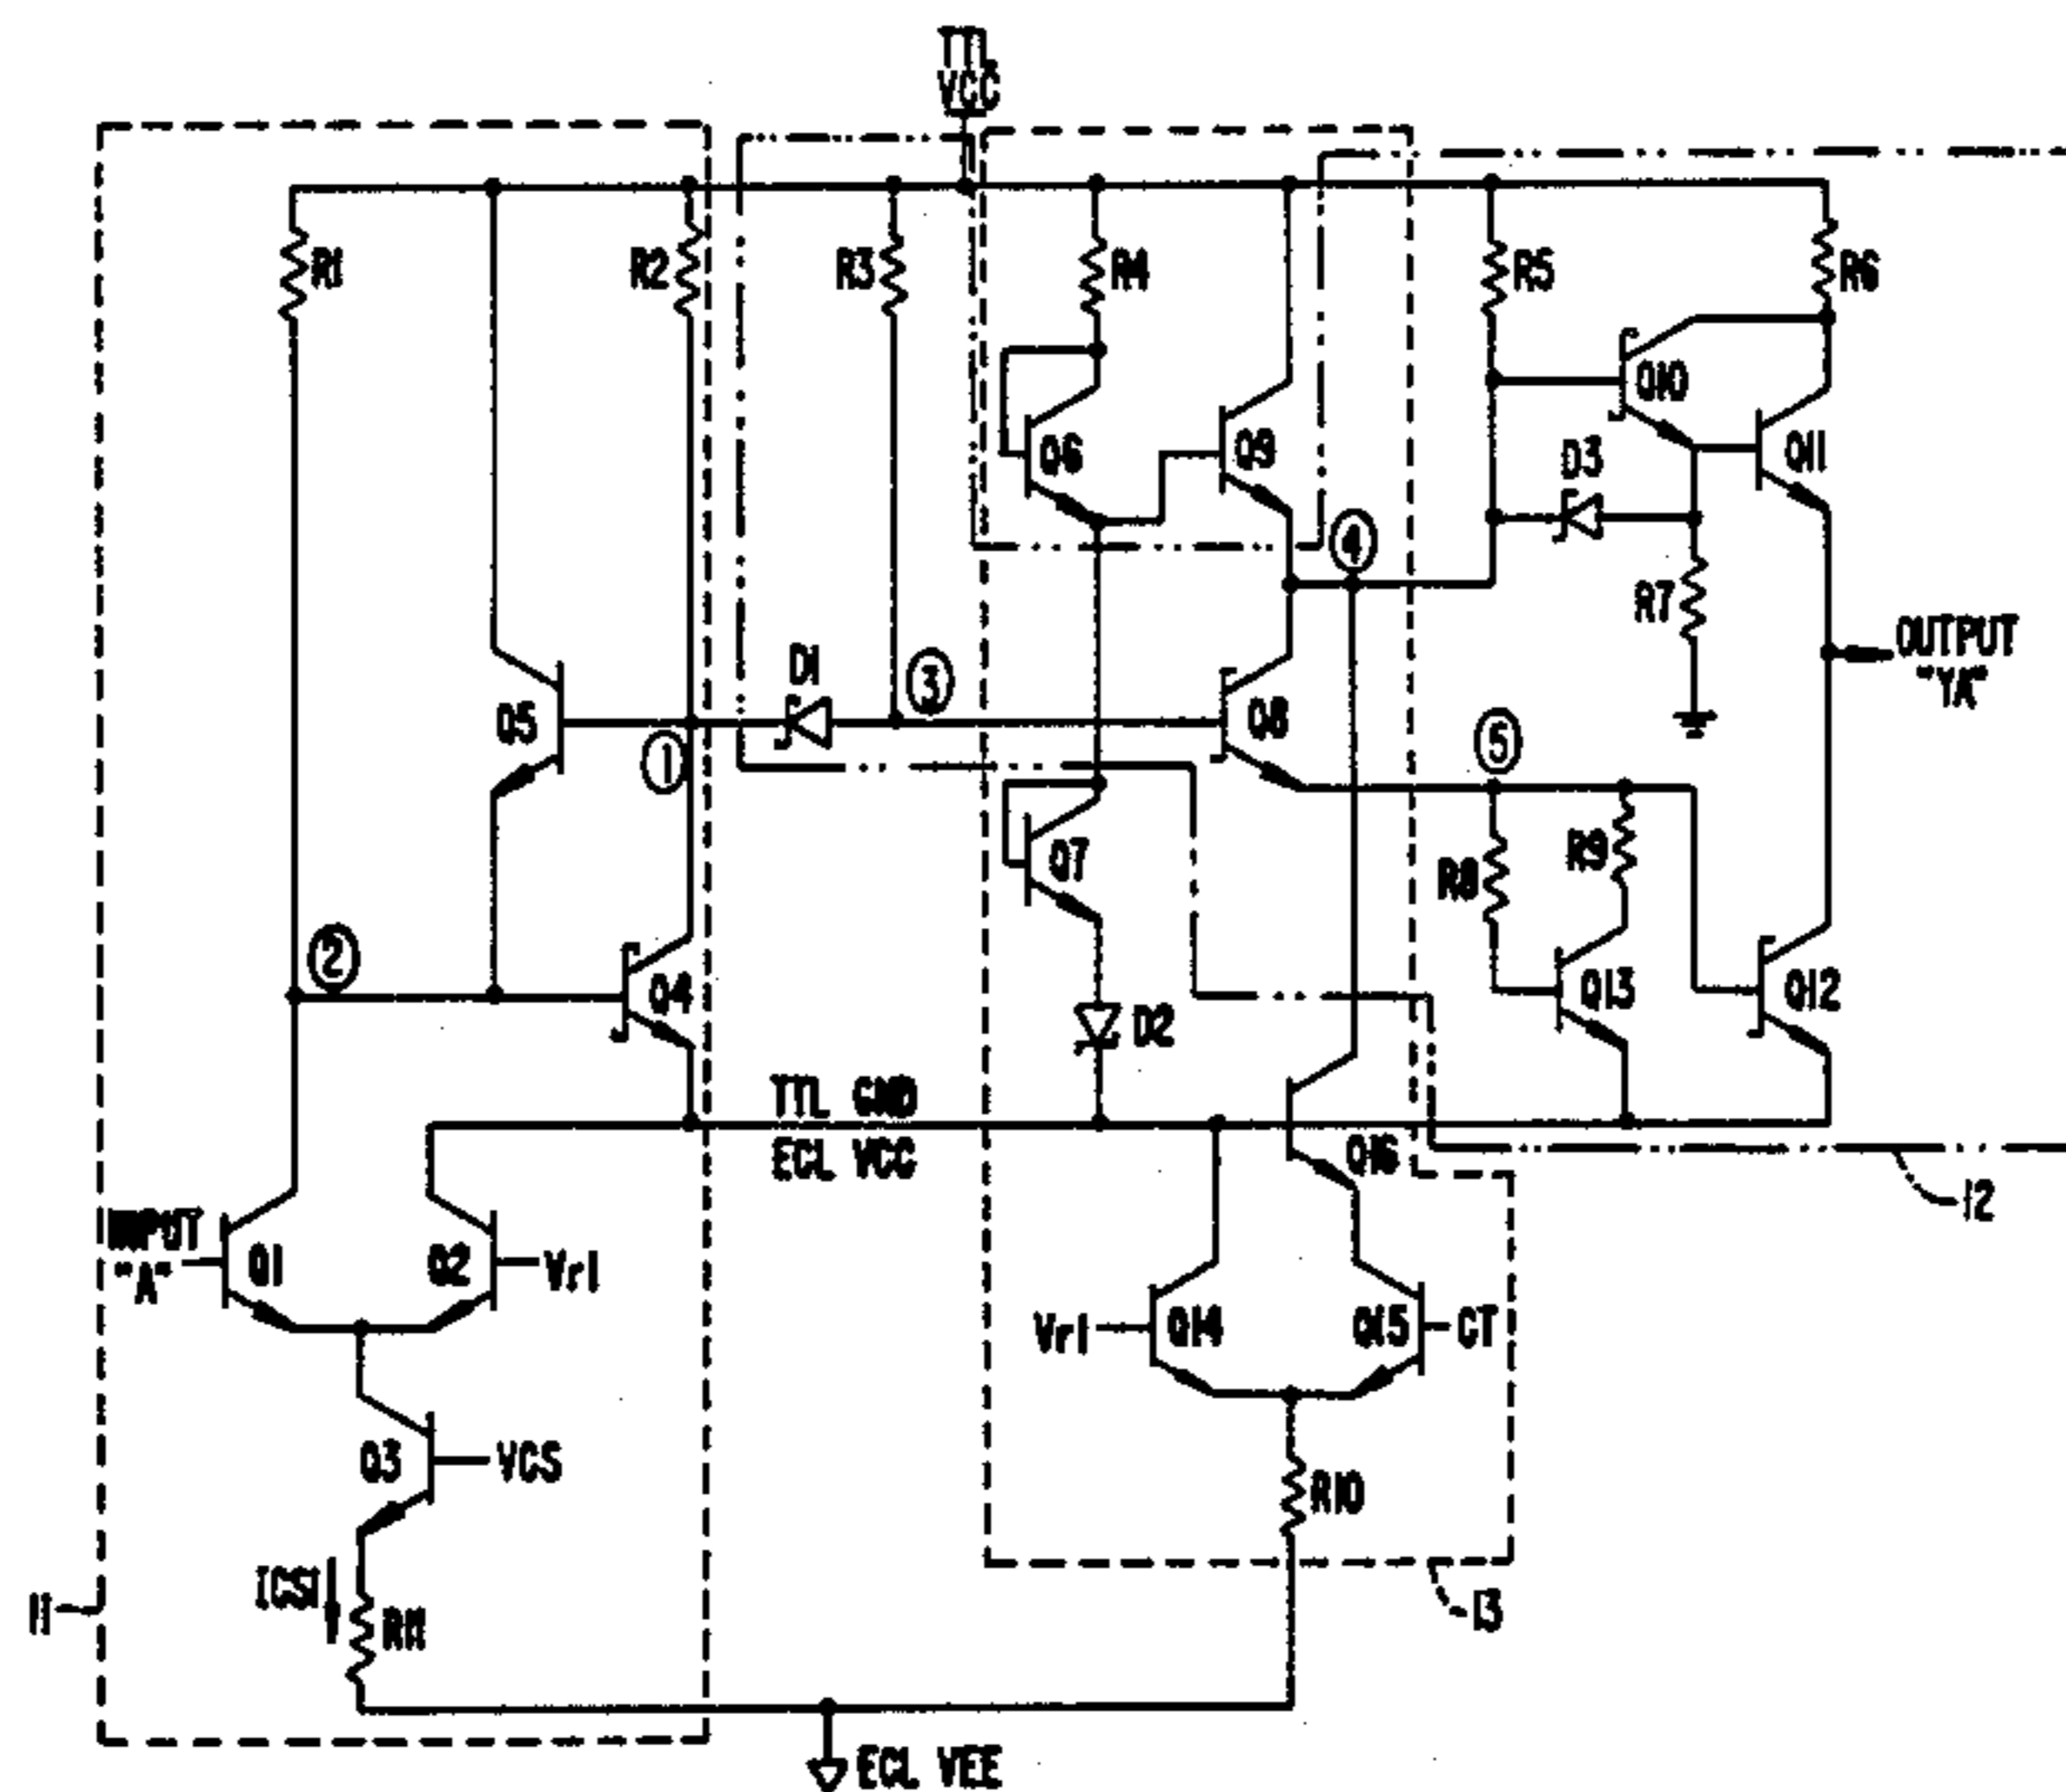 TTL
VCC
R1
R2
R3
R4
R5
R6
Q6
Q9
Q10
D3
Q11
④
R7
OUTPUT
"YA"
D1
③
Q5
①
Q8
⑤
Q7
R8
R9
②
Q4
D2
Q13
Q12
TTL GND
ECL VCC
Q16
12
INPUT
"A"
Q1
Q2
Vr1
Vr1
Q14
Q15
CT
Q3
VCS
R10
ICS1
R11
11
13
ECL VEE